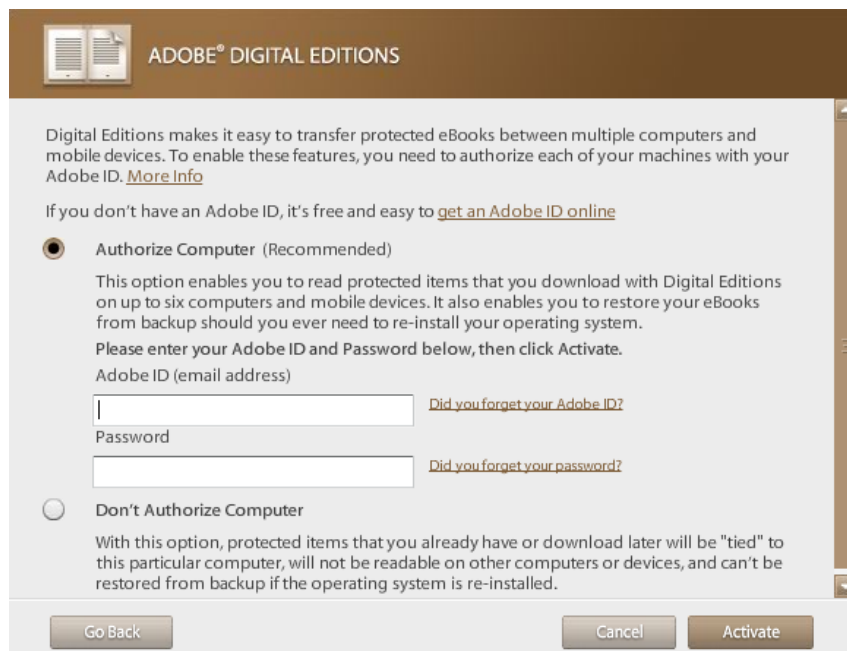 ADOBE® DIGITAL EDITIONS
Digital Editions makes it easy to transfer protected eBooks between multiple computers and
mobile devices. To enable these features, you need to authorize each of your machines with your
Adobe ID. More Info
If you don't have an Adobe ID, it's free and easy to get an Adobe ID online
Authorize Computer (Recommended)
This option enables you to read protected items that you download with Digital Editions
on up to six computers and mobile devices. It also enables you to restore your eBooks
from backup should you ever need to re-install your operating system.
Please enter your Adobe ID and Password below, then click Activate.
Adobe ID (email address)
Did you forget your Adobe ID?
Password
Did you forget your password?
Don't Authorize Computer
With this option, protected items that you already have or download later will be "tied" to
this particular computer, will not be readable on other computers or devices, and can't be
restored from backup if the operating system is re-installed.
Go Back Cancel Activate